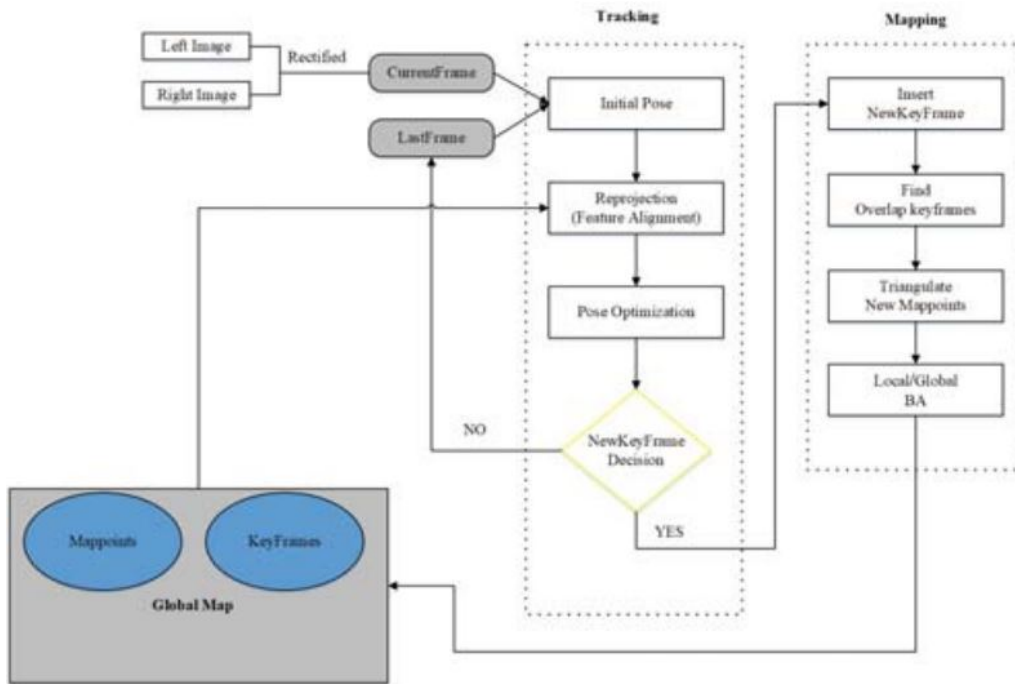 Tracking
Mapping
Left Image
Rectified
Right Image
CurrentFrame
LastFrame
Initial Pose
Reprojection
(Feature Alignment)
Pose Optimization
NewKeyFrame
Decision
NO
YES
Insert
NewKeyFrame
Find
Overlap keyframes
Triangulate
New Mappoints
Local/Global
BA
Mappoints
KeyFrames
Global Map